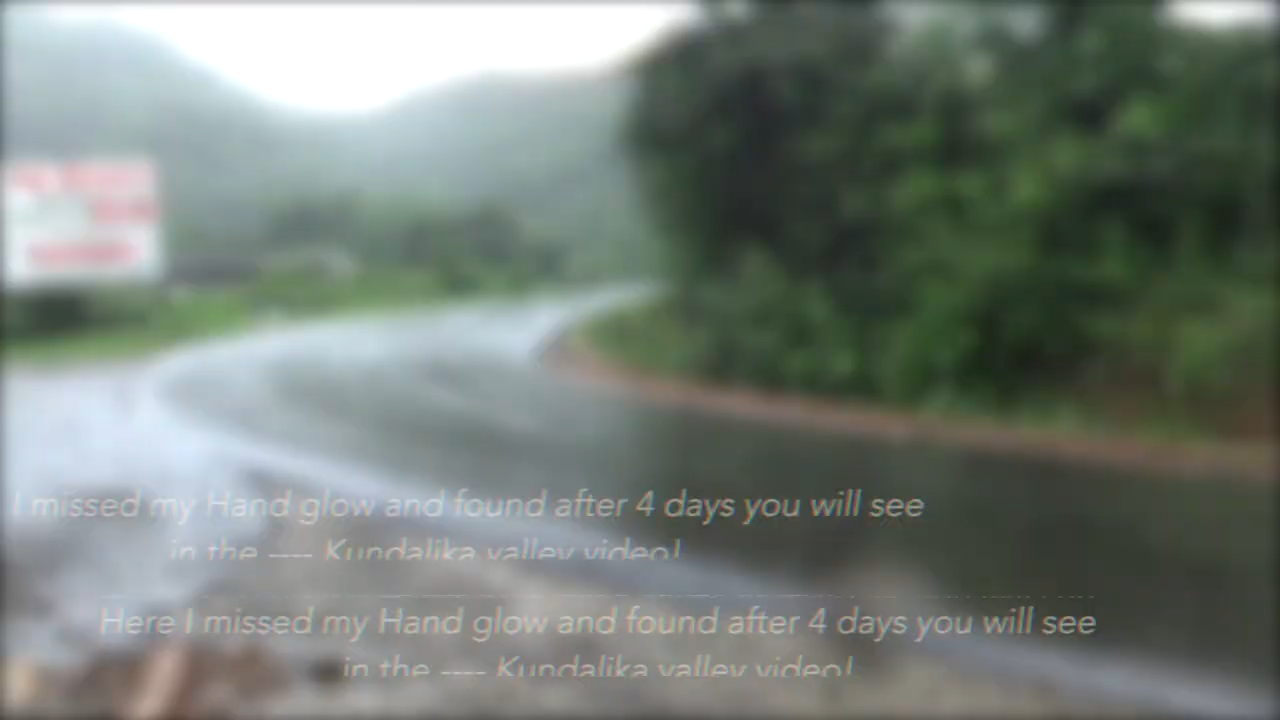 I missed my Hand glow and found after 4 days you will see
in the ---- Kundalika valley video!
Here I missed my Hand glow and found after 4 days you will see
in the ---- Kundalika valley video!